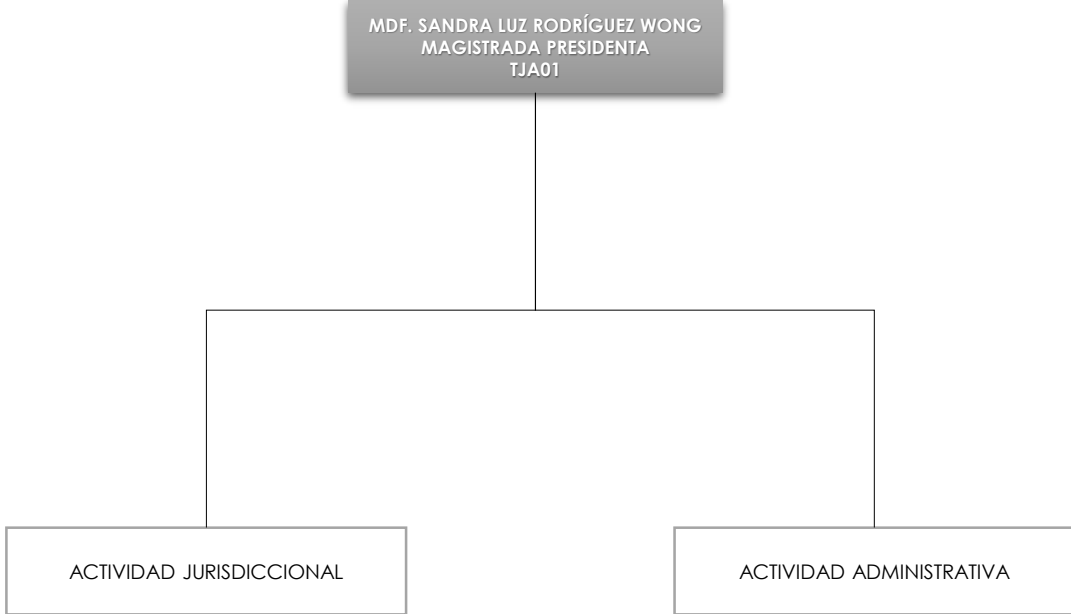 MDF. SANDRA LUZ RODRÍGUEZ WONG
MAGISTRADA PRESIDENTA
TJA01
ACTIVIDAD JURISDICCIONAL
ACTIVIDAD ADMINISTRATIVA